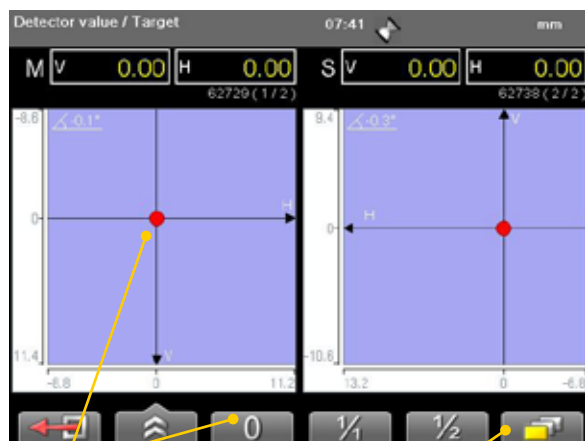 Detector value / Target 07:41 mm
M V 0.00 H 0.00 S V 0.00 H 0.00
62729 (1/2) 62738 (2/2)
-8.6 -0.1° 9.4 -0.3° V
H H
0 0
11.4 V -10.6
-8.8 0 11.2 13.2 0 -6.8
0 1/1 1/2